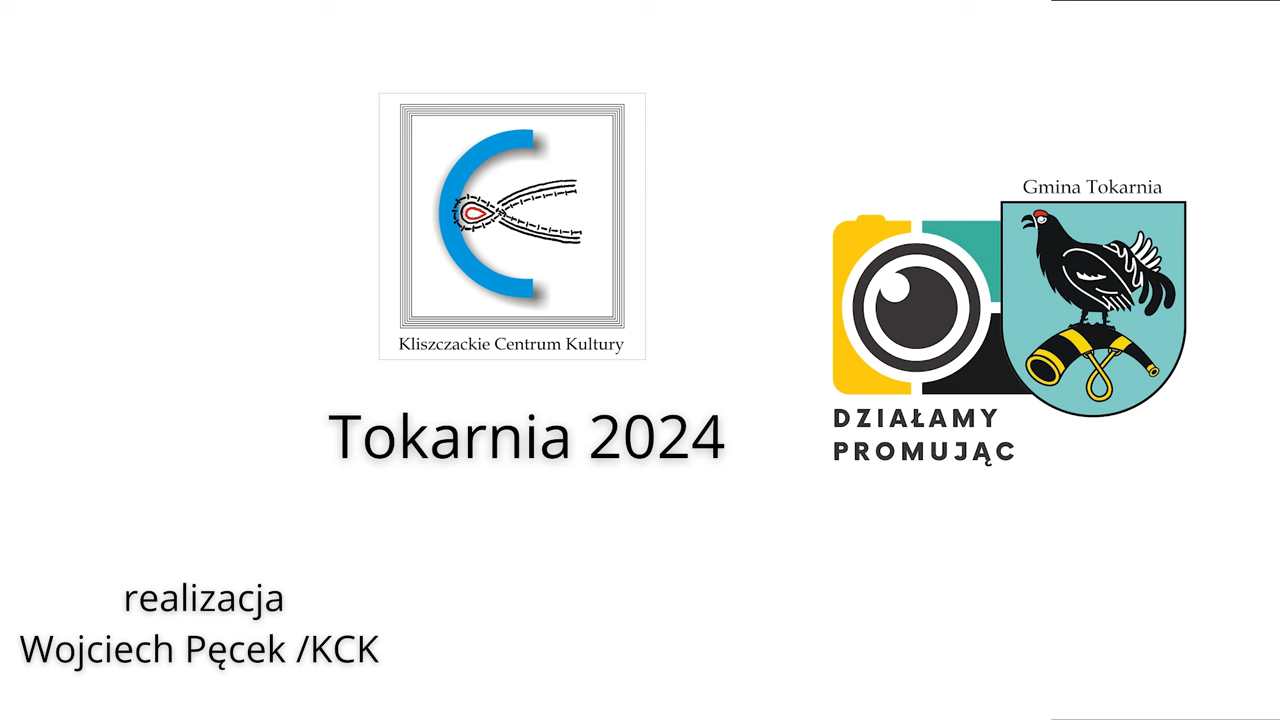 Kliszczackie Centrum Kultury
Tokarnia 2024
Gmina Tokarnia
DZIAŁAMY
PROMUJĄC
realizacja
Wojciech Pęcek /KCK